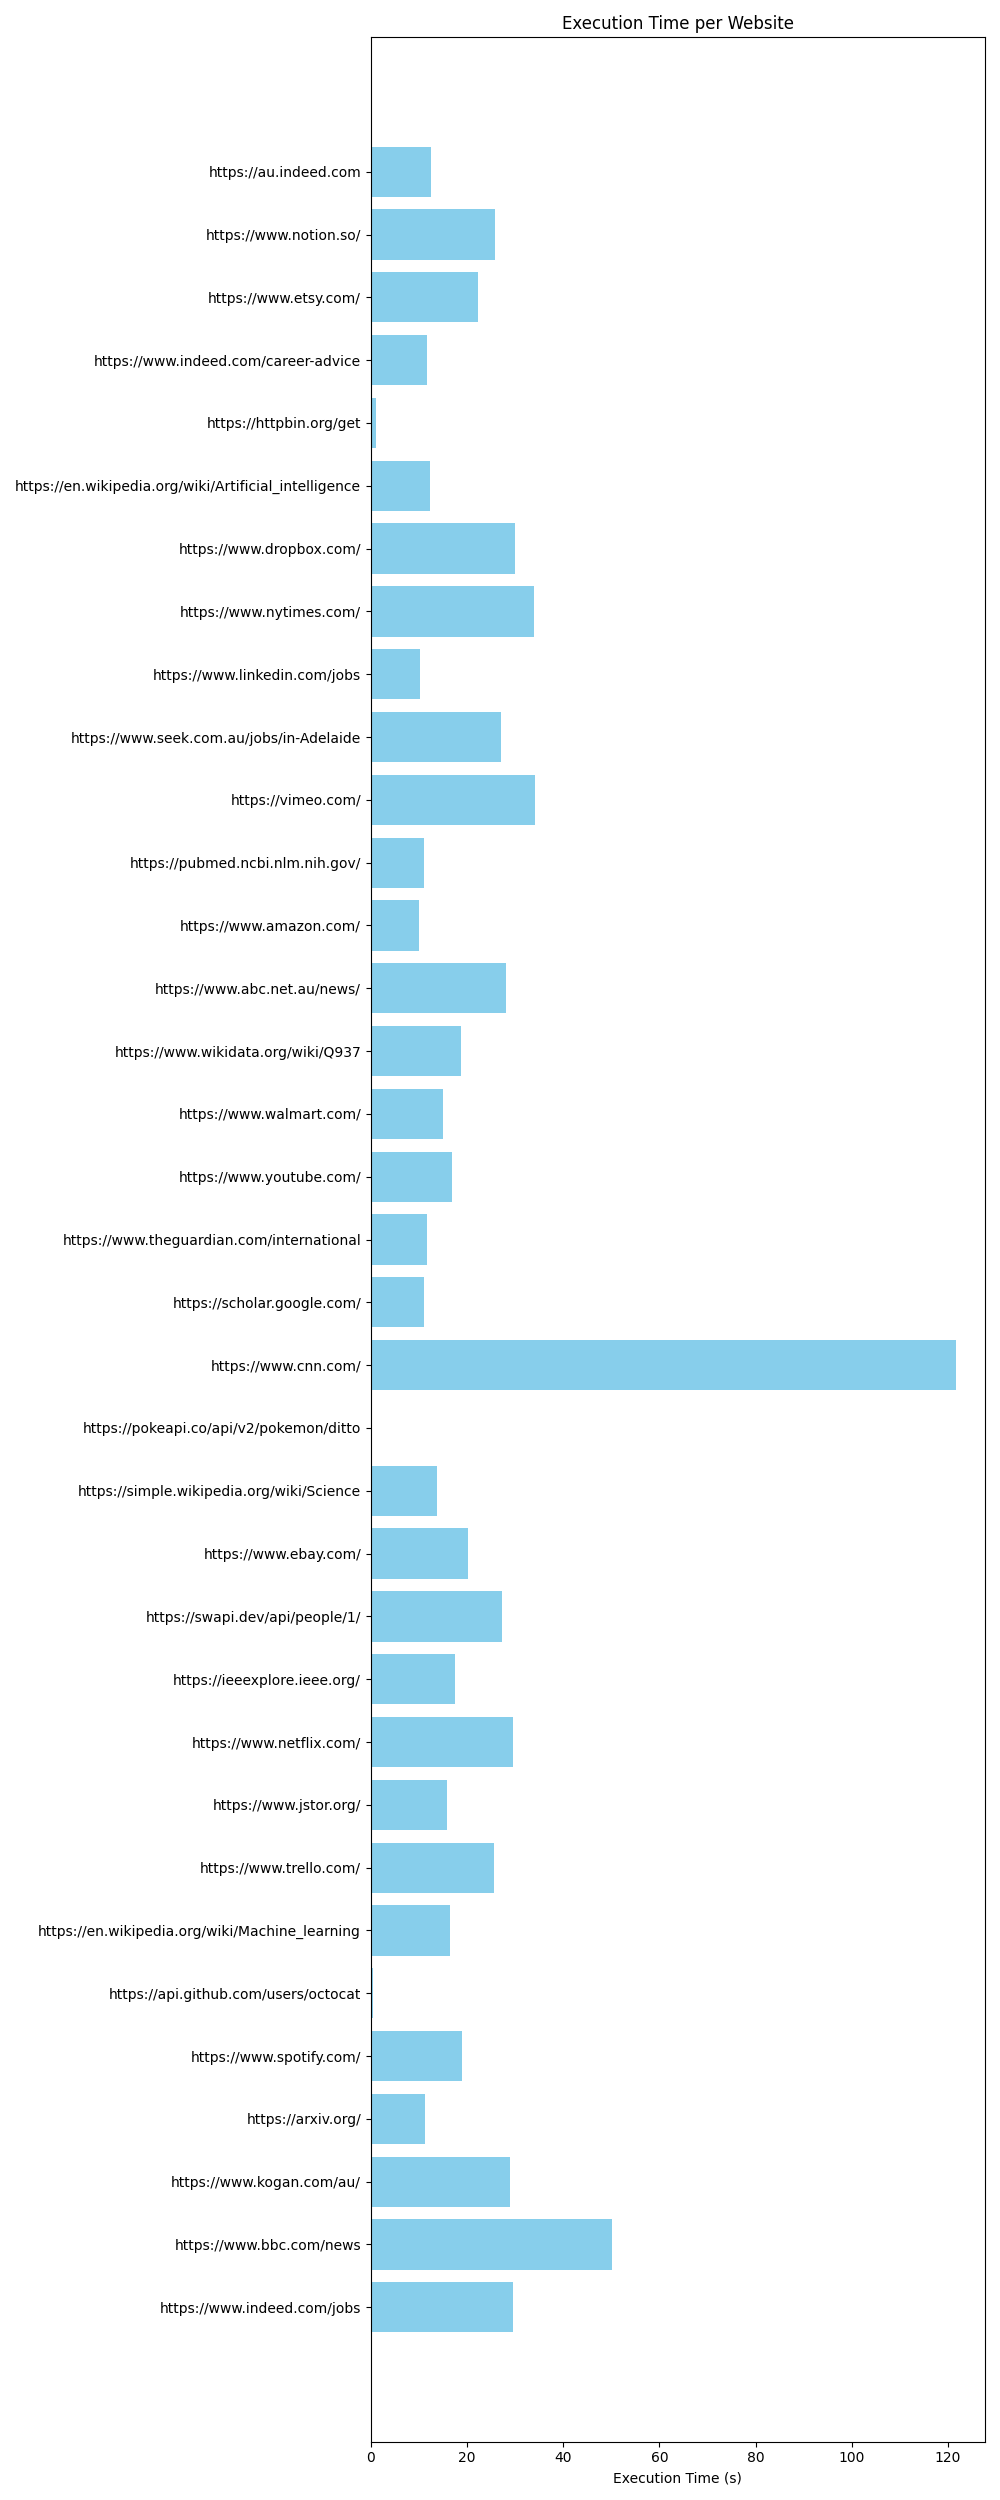 Execution Time per Website
https://au.indeed.com
https://www.notion.so/
https://www.etsy.com/
https://www.indeed.com/career-advice
https://httpbin.org/get
https://en.wikipedia.org/wiki/Artificial_intelligence
https://www.dropbox.com/
https://www.nytimes.com/
https://www.linkedin.com/jobs
https://www.seek.com.au/jobs/in-Adelaide
https://vimeo.com/
https://pubmed.ncbi.nlm.nih.gov/
https://www.amazon.com/
https://www.abc.net.au/news/
https://www.wikidata.org/wiki/Q937
https://www.walmart.com/
https://www.youtube.com/
https://www.theguardian.com/international
https://scholar.google.com/
https://www.cnn.com/
https://pokeapi.co/api/v2/pokemon/ditto
https://simple.wikipedia.org/wiki/Science
https://www.ebay.com/
https://swapi.dev/api/people/1/
https://ieeexplore.ieee.org/
https://www.netflix.com/
https://www.jstor.org/
https://www.trello.com/
https://en.wikipedia.org/wiki/Machine_learning
https://api.github.com/users/octocat
https://www.spotify.com/
https://arxiv.org/
https://www.kogan.com/au/
https://www.bbc.com/news
https://www.indeed.com/jobs
0 20 40 60 80 100 120
Execution Time (s)